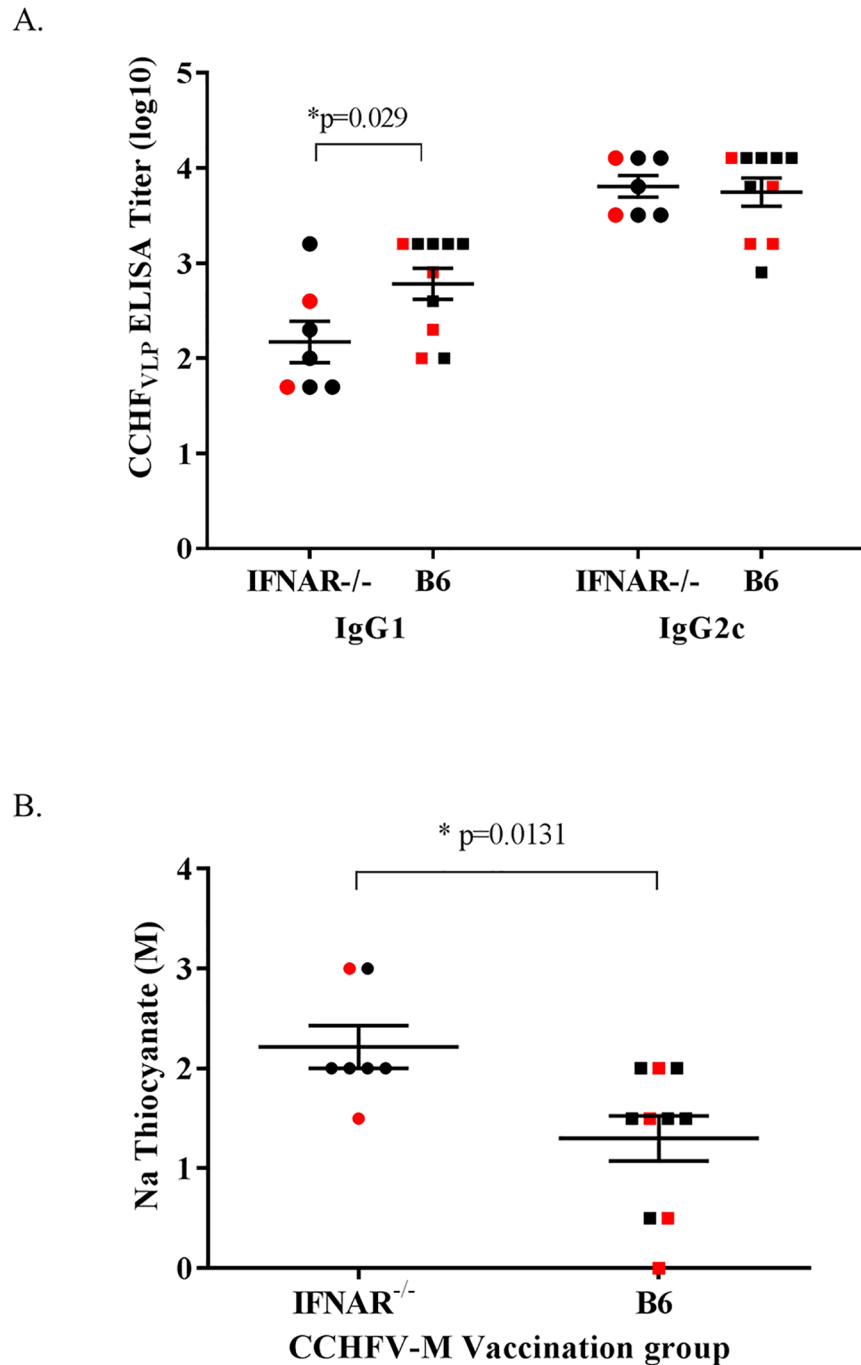 A.
CCHFVLP ELISA Titer (log10)
5
4
3
2
1
0
*p=0.029
IFNAR-/- B6 IFNAR-/- B6
IgG1 IgG2c
B.
Na Thiocyanate (M)
4
3
2
1
0
* p=0.0131
IFNAR-/- B6
CCHFV-M Vaccination group